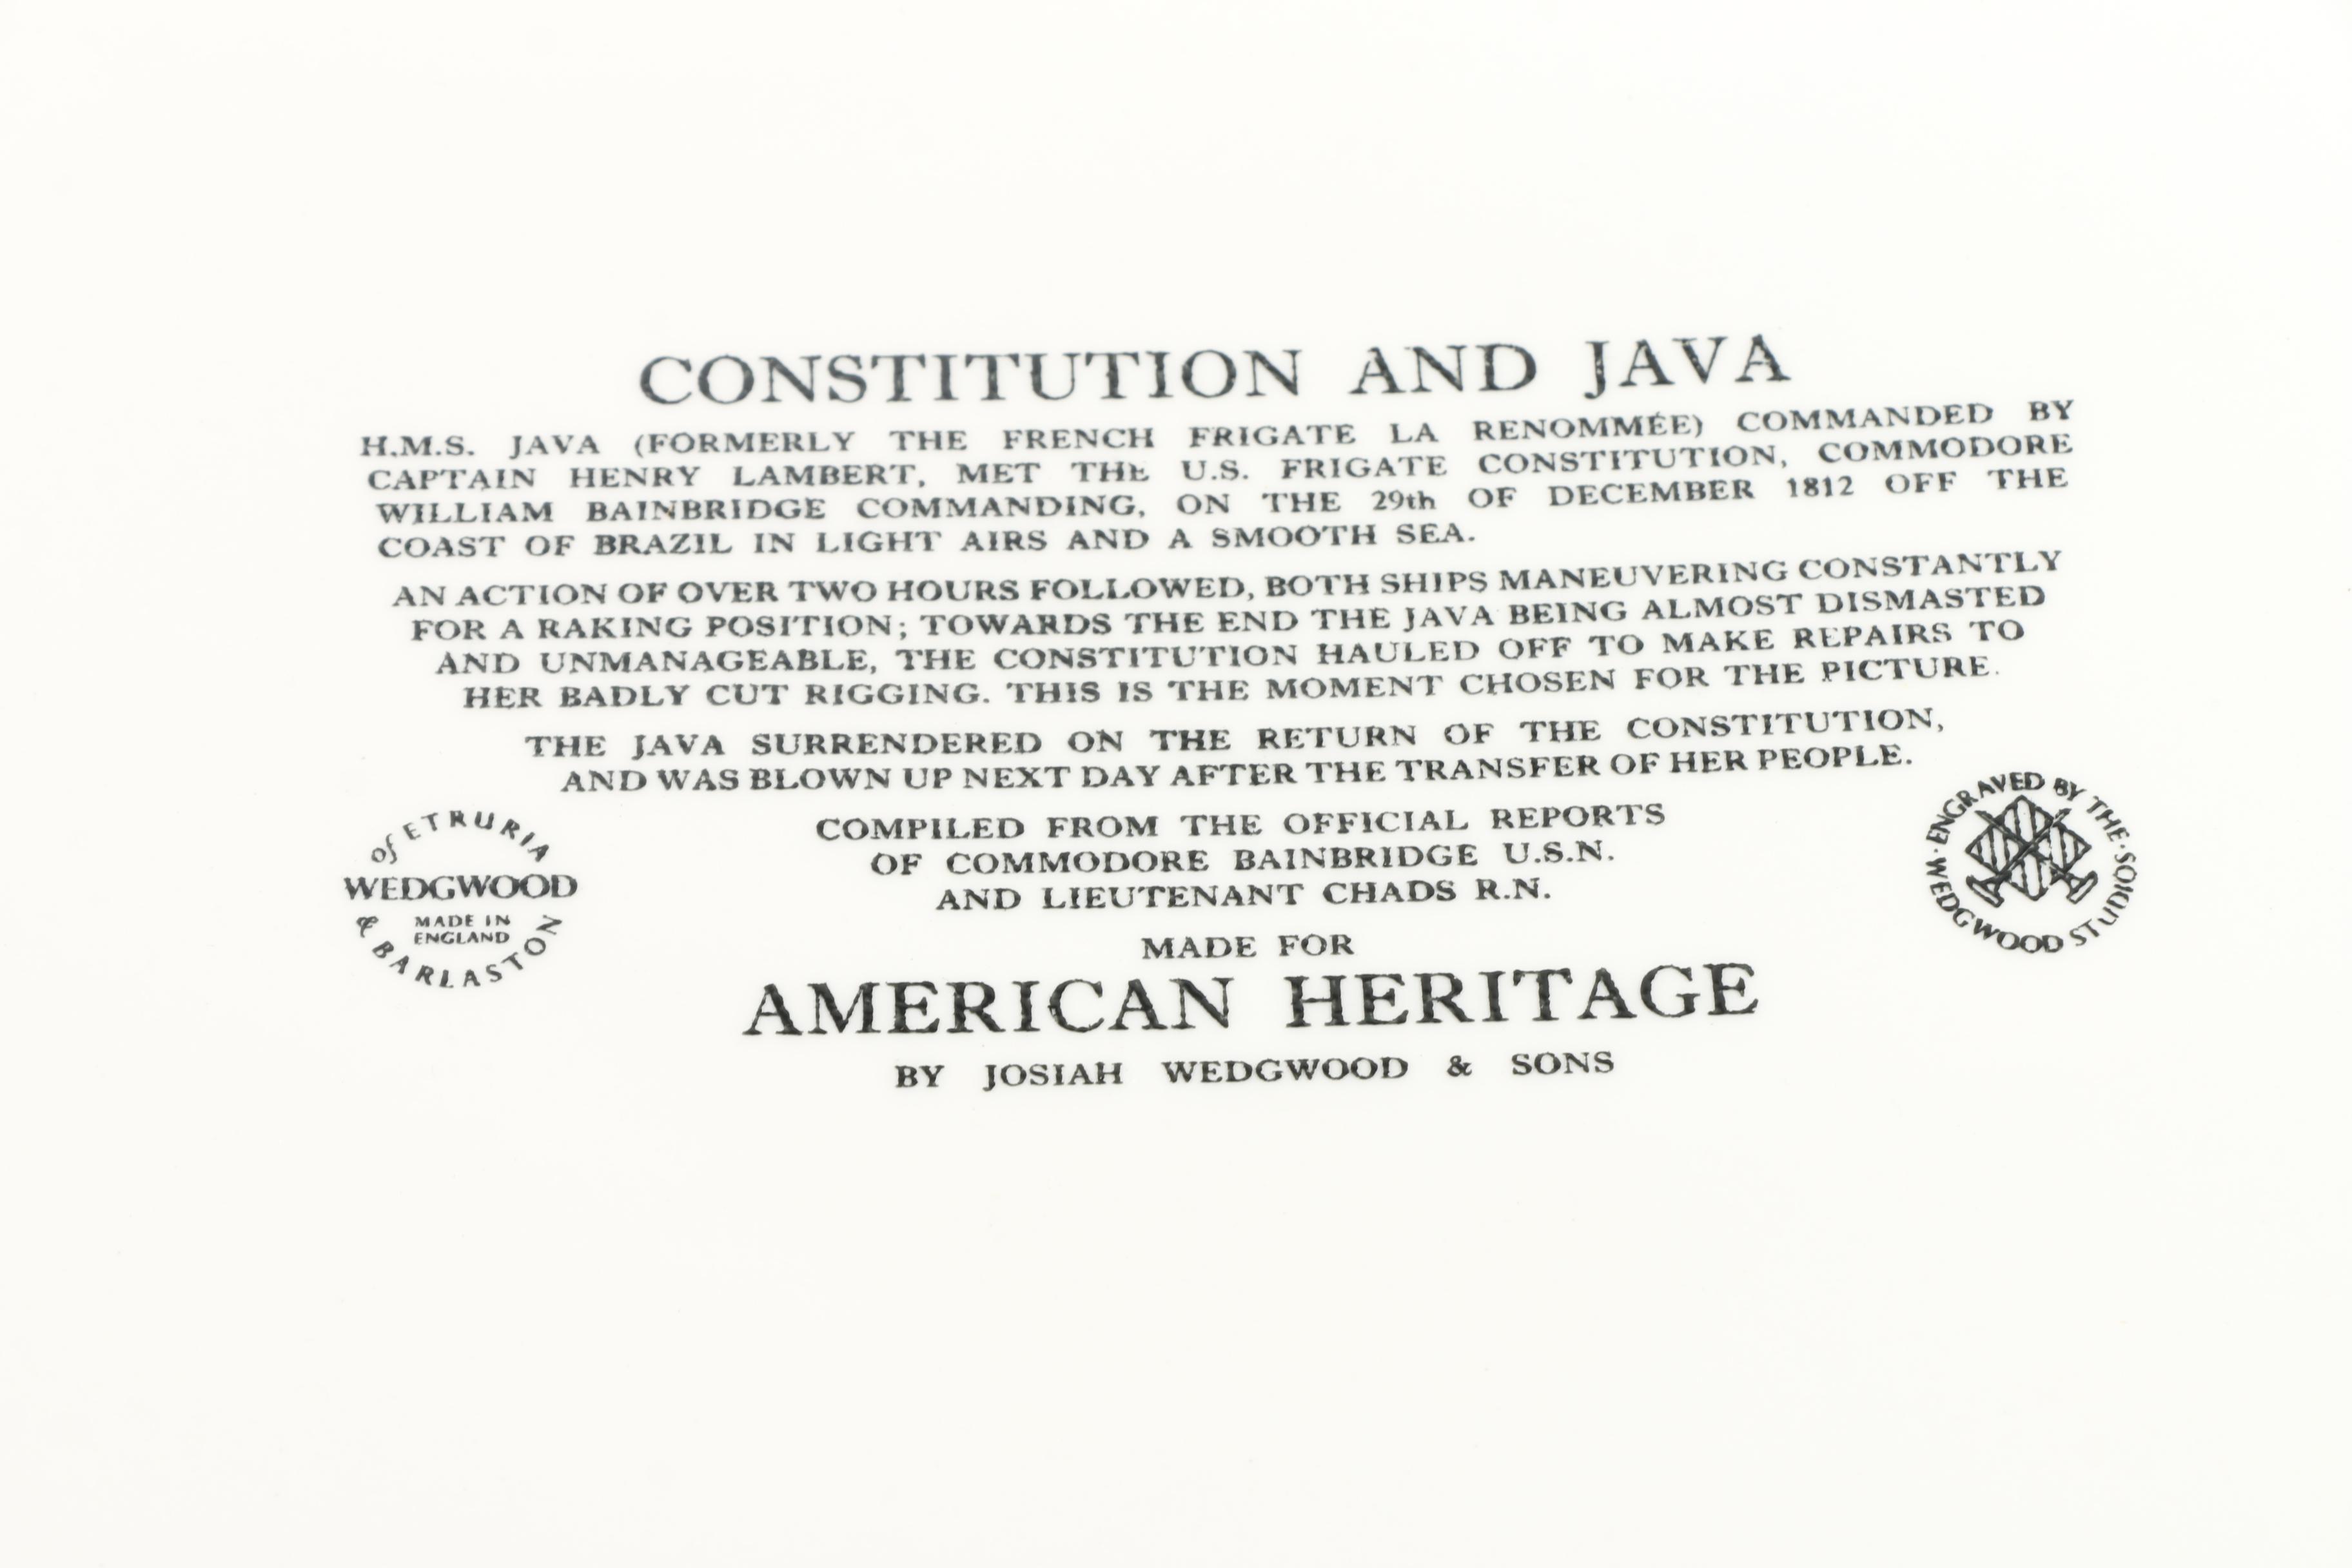 CONSTITUTION AND JAVA
H.M.S. JAVA (FORMERLY THE FRENCH FRIGATE LA RENOMMÉE) COMMANDED BY
CAPTAIN HENRY LAMBERT, MET THE U.S. FRIGATE CONSTITUTION, COMMODORE
WILLIAM BAINBRIDGE COMMANDING, ON THE 29th OF DECEMBER 1812 OFF THE
COAST OF BRAZIL IN LIGHT AIRS AND A SMOOTH SEA.
AN ACTION OF OVER TWO HOURS FOLLOWED, BOTH SHIPS MANEUVERING CONSTANTLY
FOR A RAKING POSITION; TOWARDS THE END THE JAVA BEING ALMOST DISMASTED
AND UNMANAGEABLE, THE CONSTITUTION HAULED OFF TO MAKE REPAIRS TO
HER BADLY CUT RIGGING. THIS IS THE MOMENT CHOSEN FOR THE PICTURE.
THE JAVA SURRENDERED ON THE RETURN OF THE CONSTITUTION,
AND WAS BLOWN UP NEXT DAY AFTER THE TRANSFER OF HER PEOPLE.
of ETRURIA
WEDGWOOD
MADE IN
ENGLAND
& BARLASTON
COMPILED FROM THE OFFICIAL REPORTS
OF COMMODORE BAINBRIDGE U.S.N.
AND LIEUTENANT CHADS R.N.
ENGRAVED BY THE · WEDGWOOD STUDIOS ·
MADE FOR
AMERICAN HERITAGE
BY JOSIAH WEDGWOOD & SONS